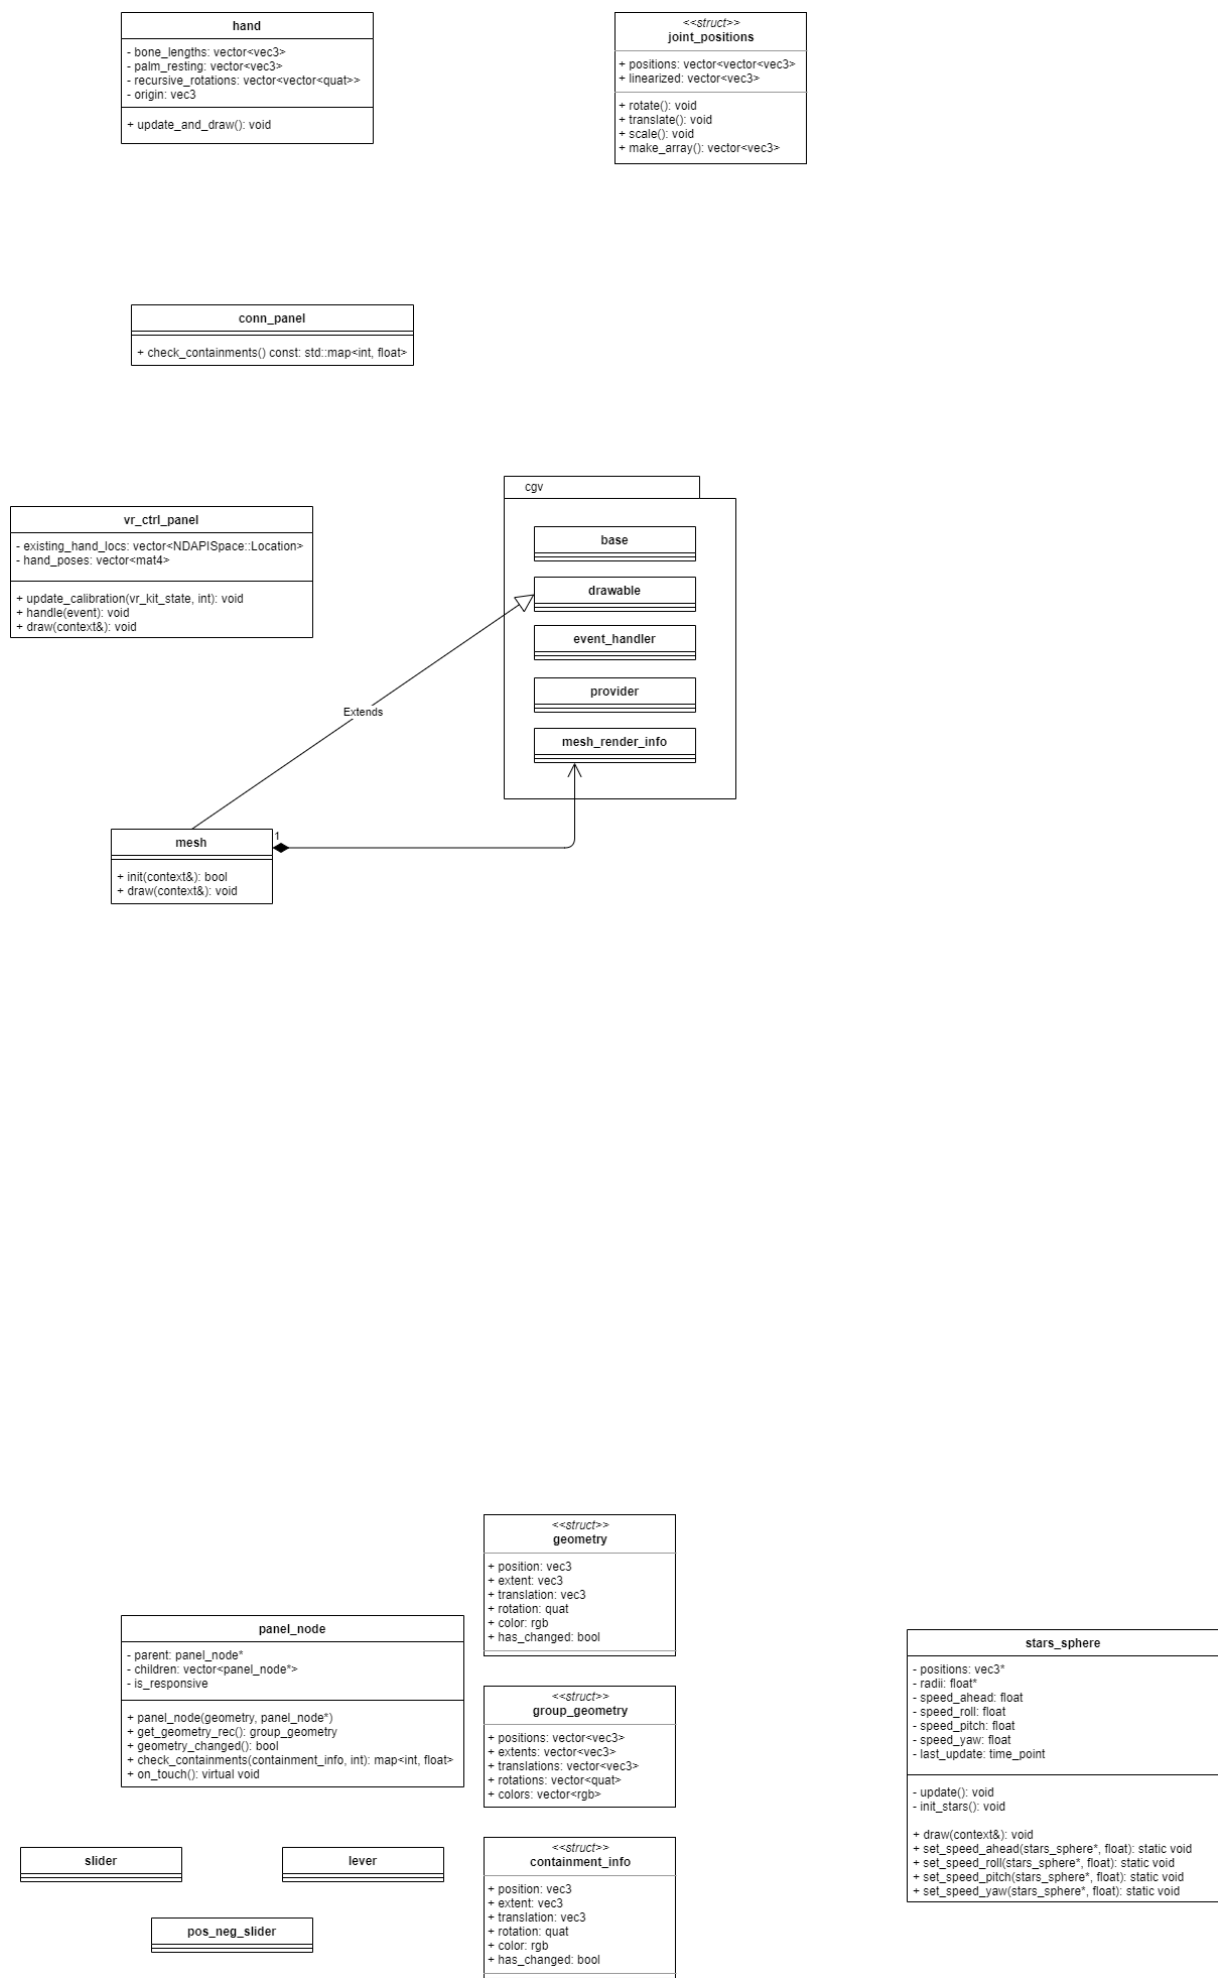 hand
- bone_lengths: vector<vec3>
- palm_resting: vector<vec3>
- recursive_rotations: vector<vector<quat>>
- origin: vec3
+ update_and_draw(): void
<<struct>>
joint_positions
+ positions: vector<vector<vec3>
+ linearized: vector<vec3>
+ rotate(): void
+ translate(): void
+ scale(): void
+ make_array(): vector<vec3>
conn_panel
+ check_containments() const: std::map<int, float>
vr_ctrl_panel
- existing_hand_locs: vector<NDAPISpace::Location>
- hand_poses: vector<mat4>
+ update_calibration(vr_kit_state, int): void
+ handle(event): void
+ draw(context&): void
cgv
base
drawable
event_handler
provider
mesh_render_info
Extends
mesh
1
+ init(context&): bool
+ draw(context&): void
<<struct>>
geometry
+ position: vec3
+ extent: vec3
+ translation: vec3
+ rotation: quat
+ color: rgb
+ has_changed: bool
panel_node
- parent: panel_node*
- children: vector<panel_node*>
- is_responsive
+ panel_node(geometry, panel_node*)
+ get_geometry_rec(): group_geometry
+ geometry_changed(): bool
+ check_containments(containment_info, int): map<int, float>
+ on_touch(): virtual void
<<struct>>
group_geometry
+ positions: vector<vec3>
+ extents: vector<vec3>
+ translations: vector<vec3>
+ rotations: vector<quat>
+ colors: vector<rgb>
stars_sphere
- positions: vec3*
- radii: float*
- speed_ahead: float
- speed_roll: float
- speed_pitch: float
- speed_yaw: float
- last_update: time_point
- update(): void
- init_stars(): void
+ draw(context&): void
+ set_speed_ahead(stars_sphere*, float): static void
+ set_speed_roll(stars_sphere*, float): static void
+ set_speed_pitch(stars_sphere*, float): static void
+ set_speed_yaw(stars_sphere*, float): static void
slider
lever
pos_neg_slider
<<struct>>
containment_info
+ position: vec3
+ extent: vec3
+ translation: vec3
+ rotation: quat
+ color: rgb
+ has_changed: bool